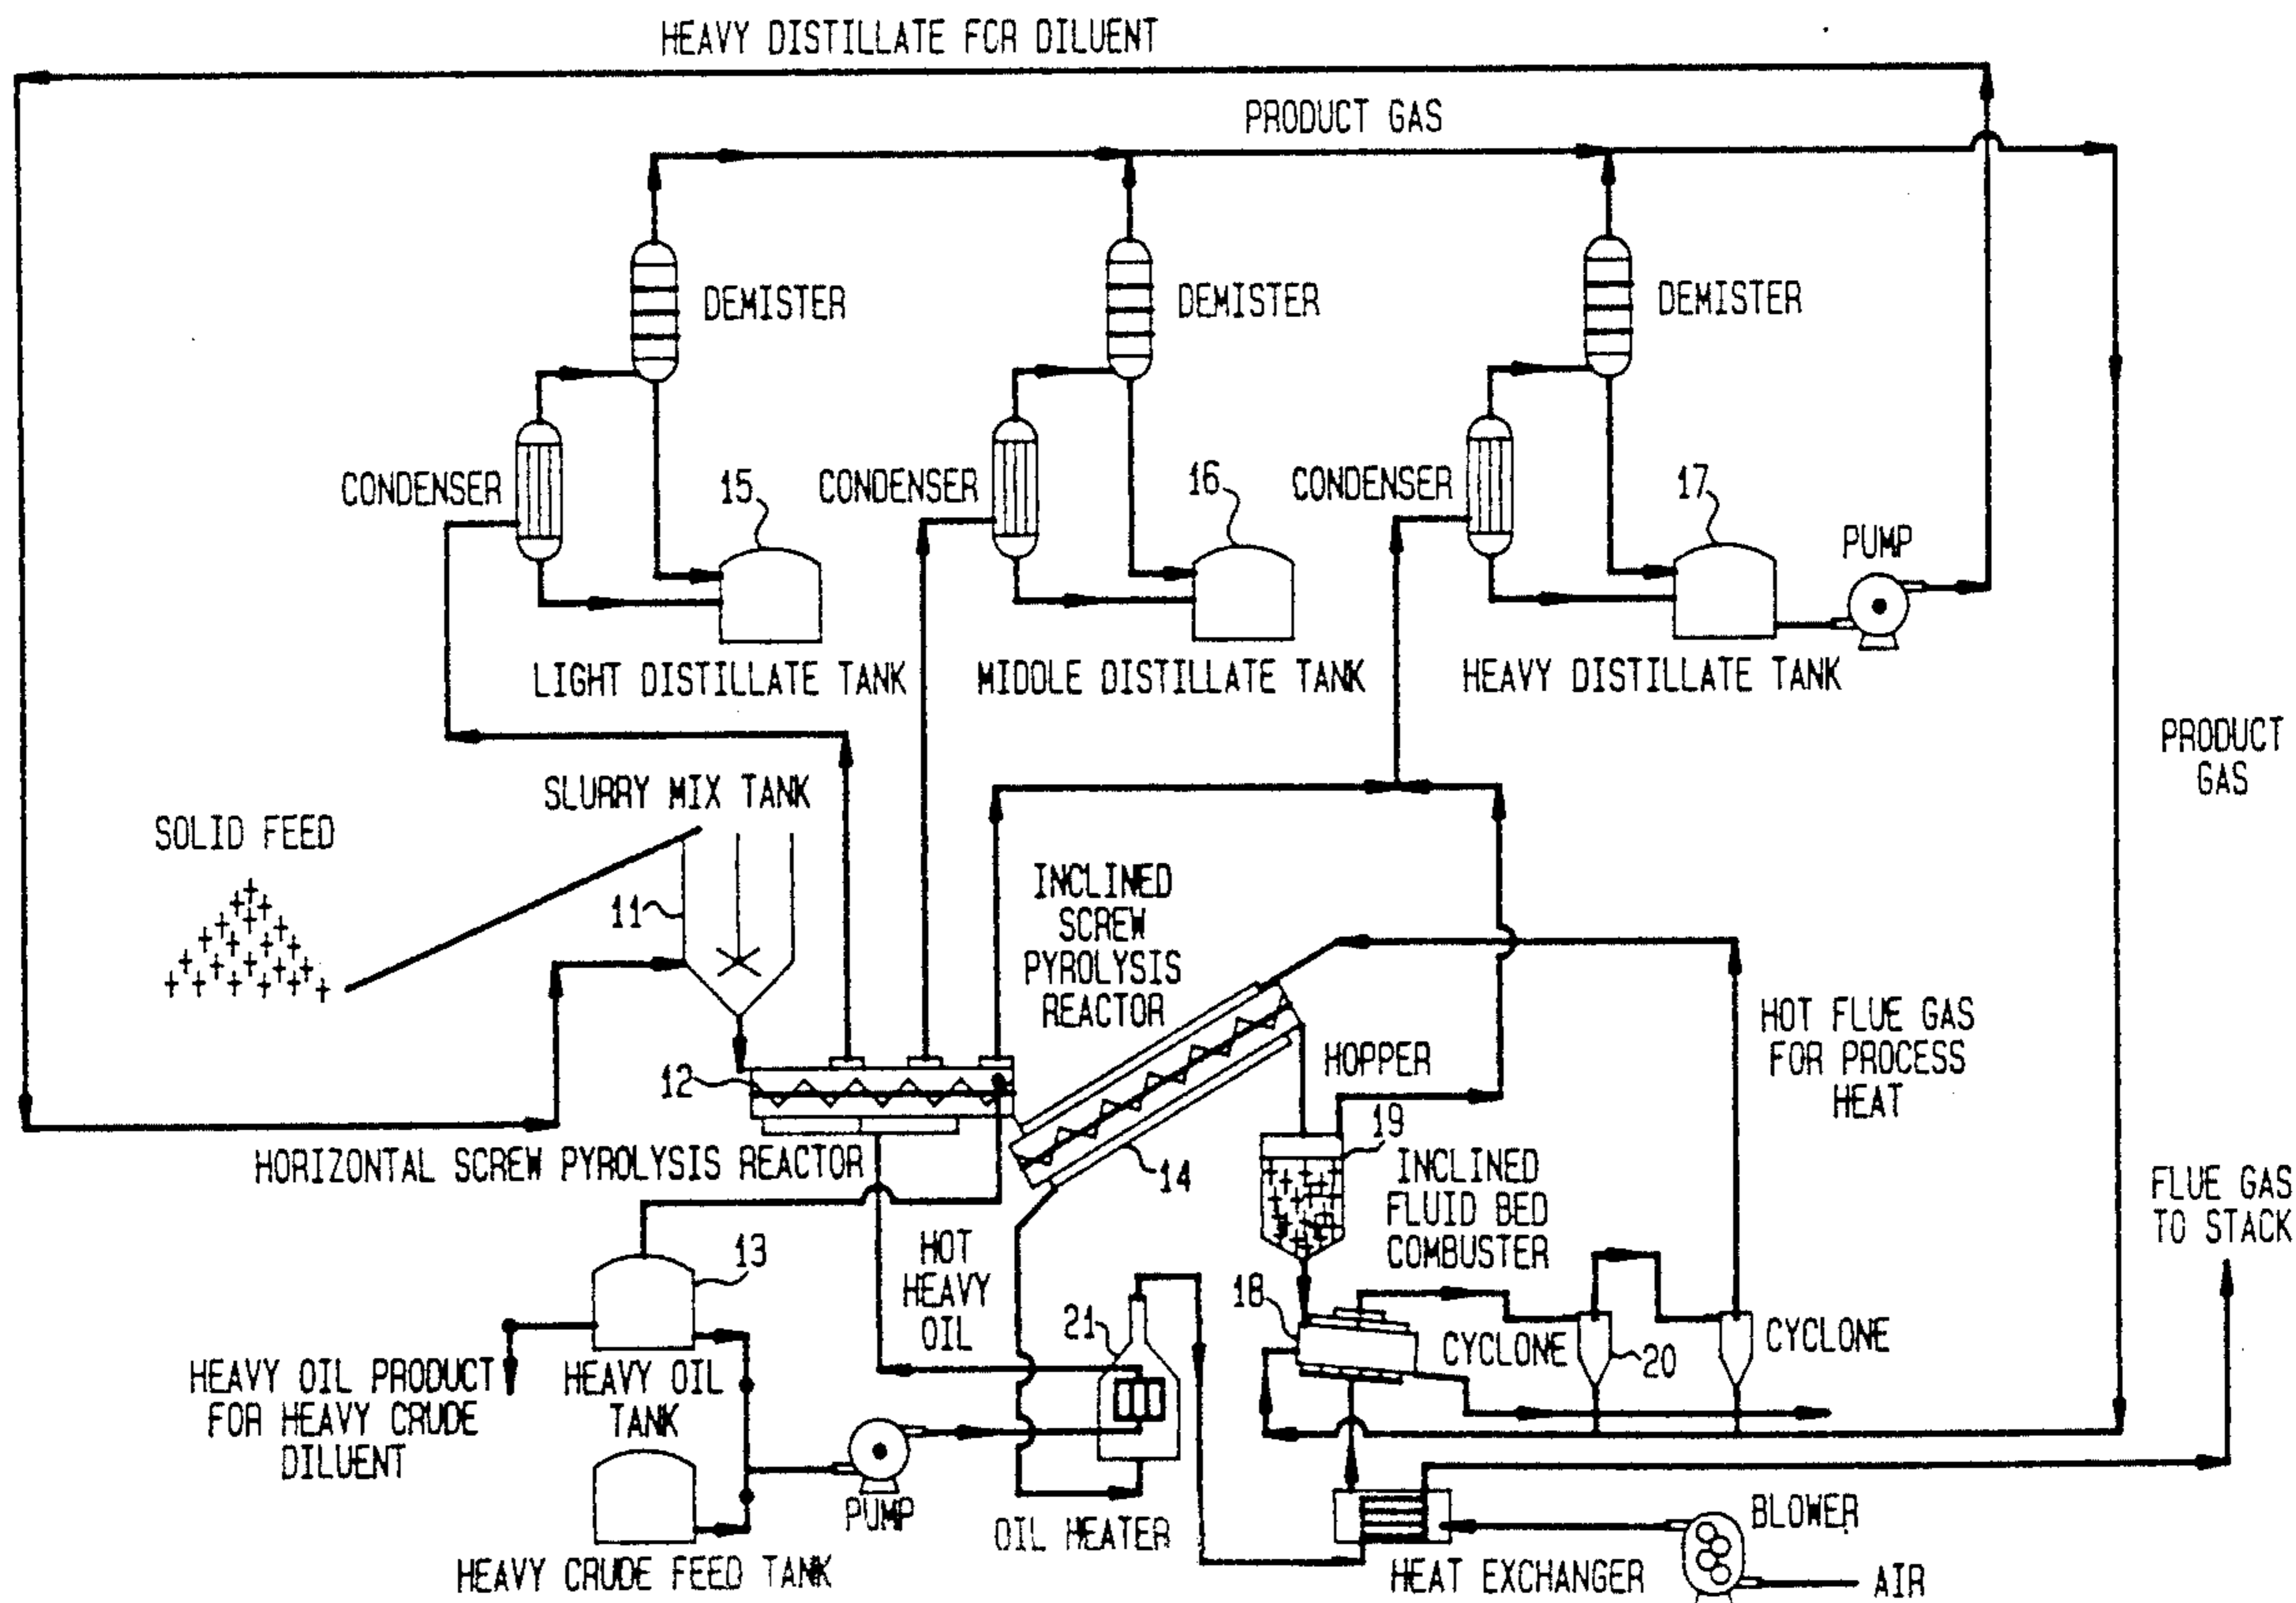 HEAVY DISTILLATE FOR DILUENT
PRODUCT GAS
DEMISTER
DEMISTER
DEMISTER
CONDENSER
15
CONDENSER
16
CONDENSER
17
PUMP
LIGHT DISTILLATE TANK
MIDDLE DISTILLATE TANK
HEAVY DISTILLATE TANK
PRODUCT
GAS
SLURRY MIX TANK
SOLID FEED
11
INCLINED
SCREW
PYROLYSIS
REACTOR
HOT FLUE GAS
FOR PROCESS
HEAT
HOPPER
12
19
HORIZONTAL SCREW PYROLYSIS REACTOR
14
INCLINED
FLUID BED
COMBUSTER
FLUE GAS
TO STACK
13
HOT
HEAVY
OIL
18
21
CYCLONE
20
CYCLONE
HEAVY OIL PRODUCT
FOR HEAVY CRUDE
DILUENT
HEAVY OIL
TANK
PUMP
OIL HEATER
BLOWER
HEAVY CRUDE FEED TANK
HEAT EXCHANGER
AIR